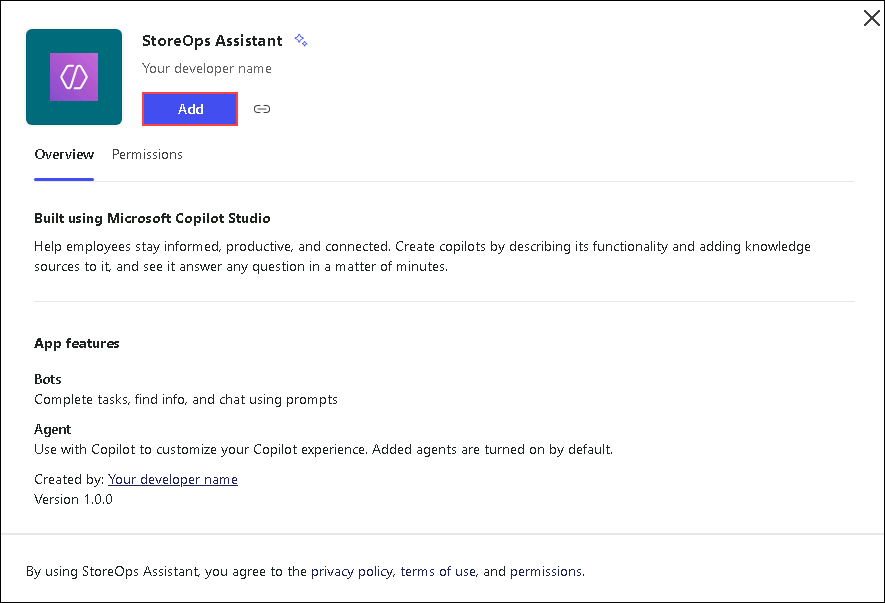 StoreOps Assistant
Your developer name
Add
Overview Permissions
Built using Microsoft Copilot Studio
Help employees stay informed, productive, and connected. Create copilots by describing its functionality and adding knowledge
sources to it, and see it answer any question in a matter of minutes.
App features
Bots
Complete tasks, find info, and chat using prompts
Agent
Use with Copilot to customize your Copilot experience. Added agents are turned on by default.
Created by: Your developer name
Version 1.0.0
By using StoreOps Assistant, you agree to the privacy policy, terms of use, and permissions.